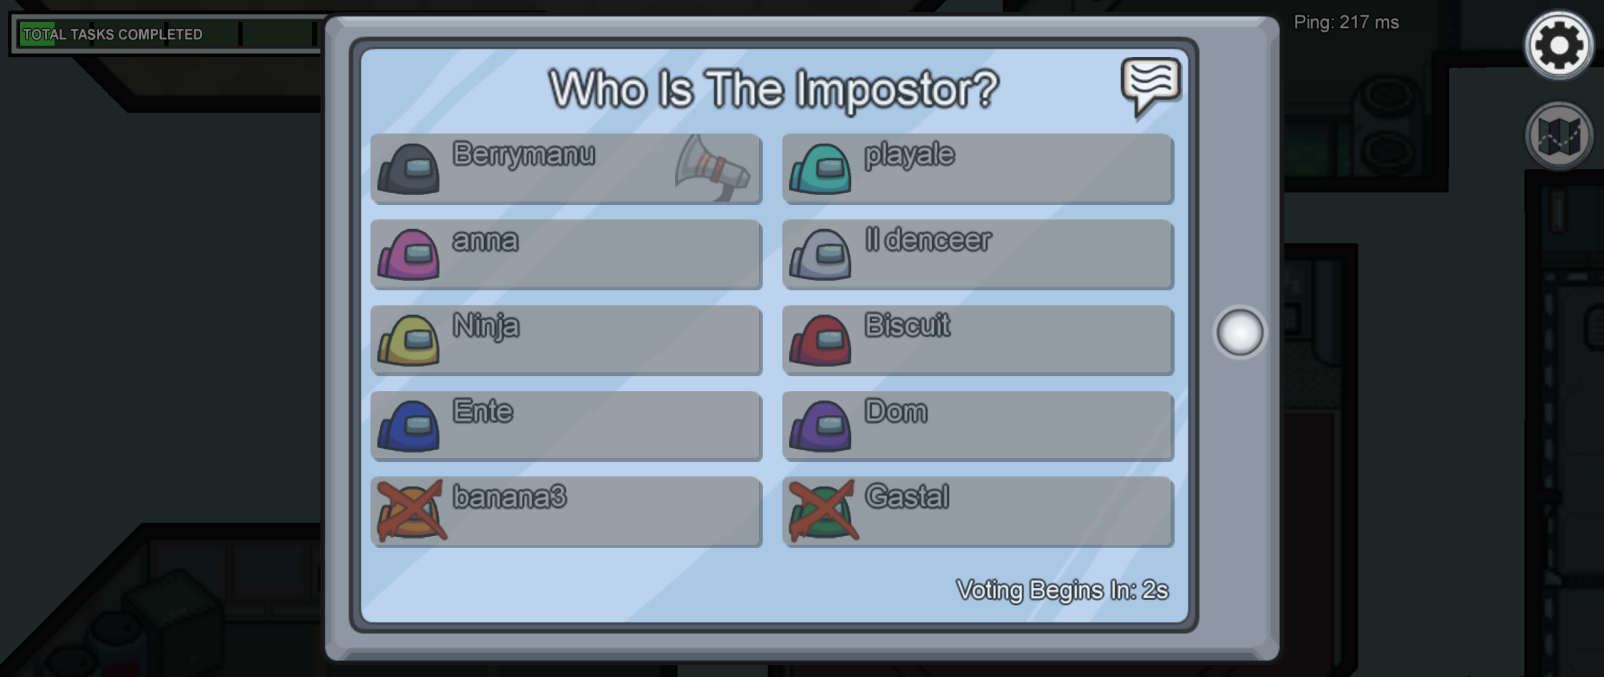 TOTAL TASKS COMPLETED
Ping: 217 ms
Who Is The Impostor?
Berrymanu
playale
anna
ll denceer
Ninja
Biscuit
Ente
Dom
banana3
Gastal
Voting Begins In: 2s